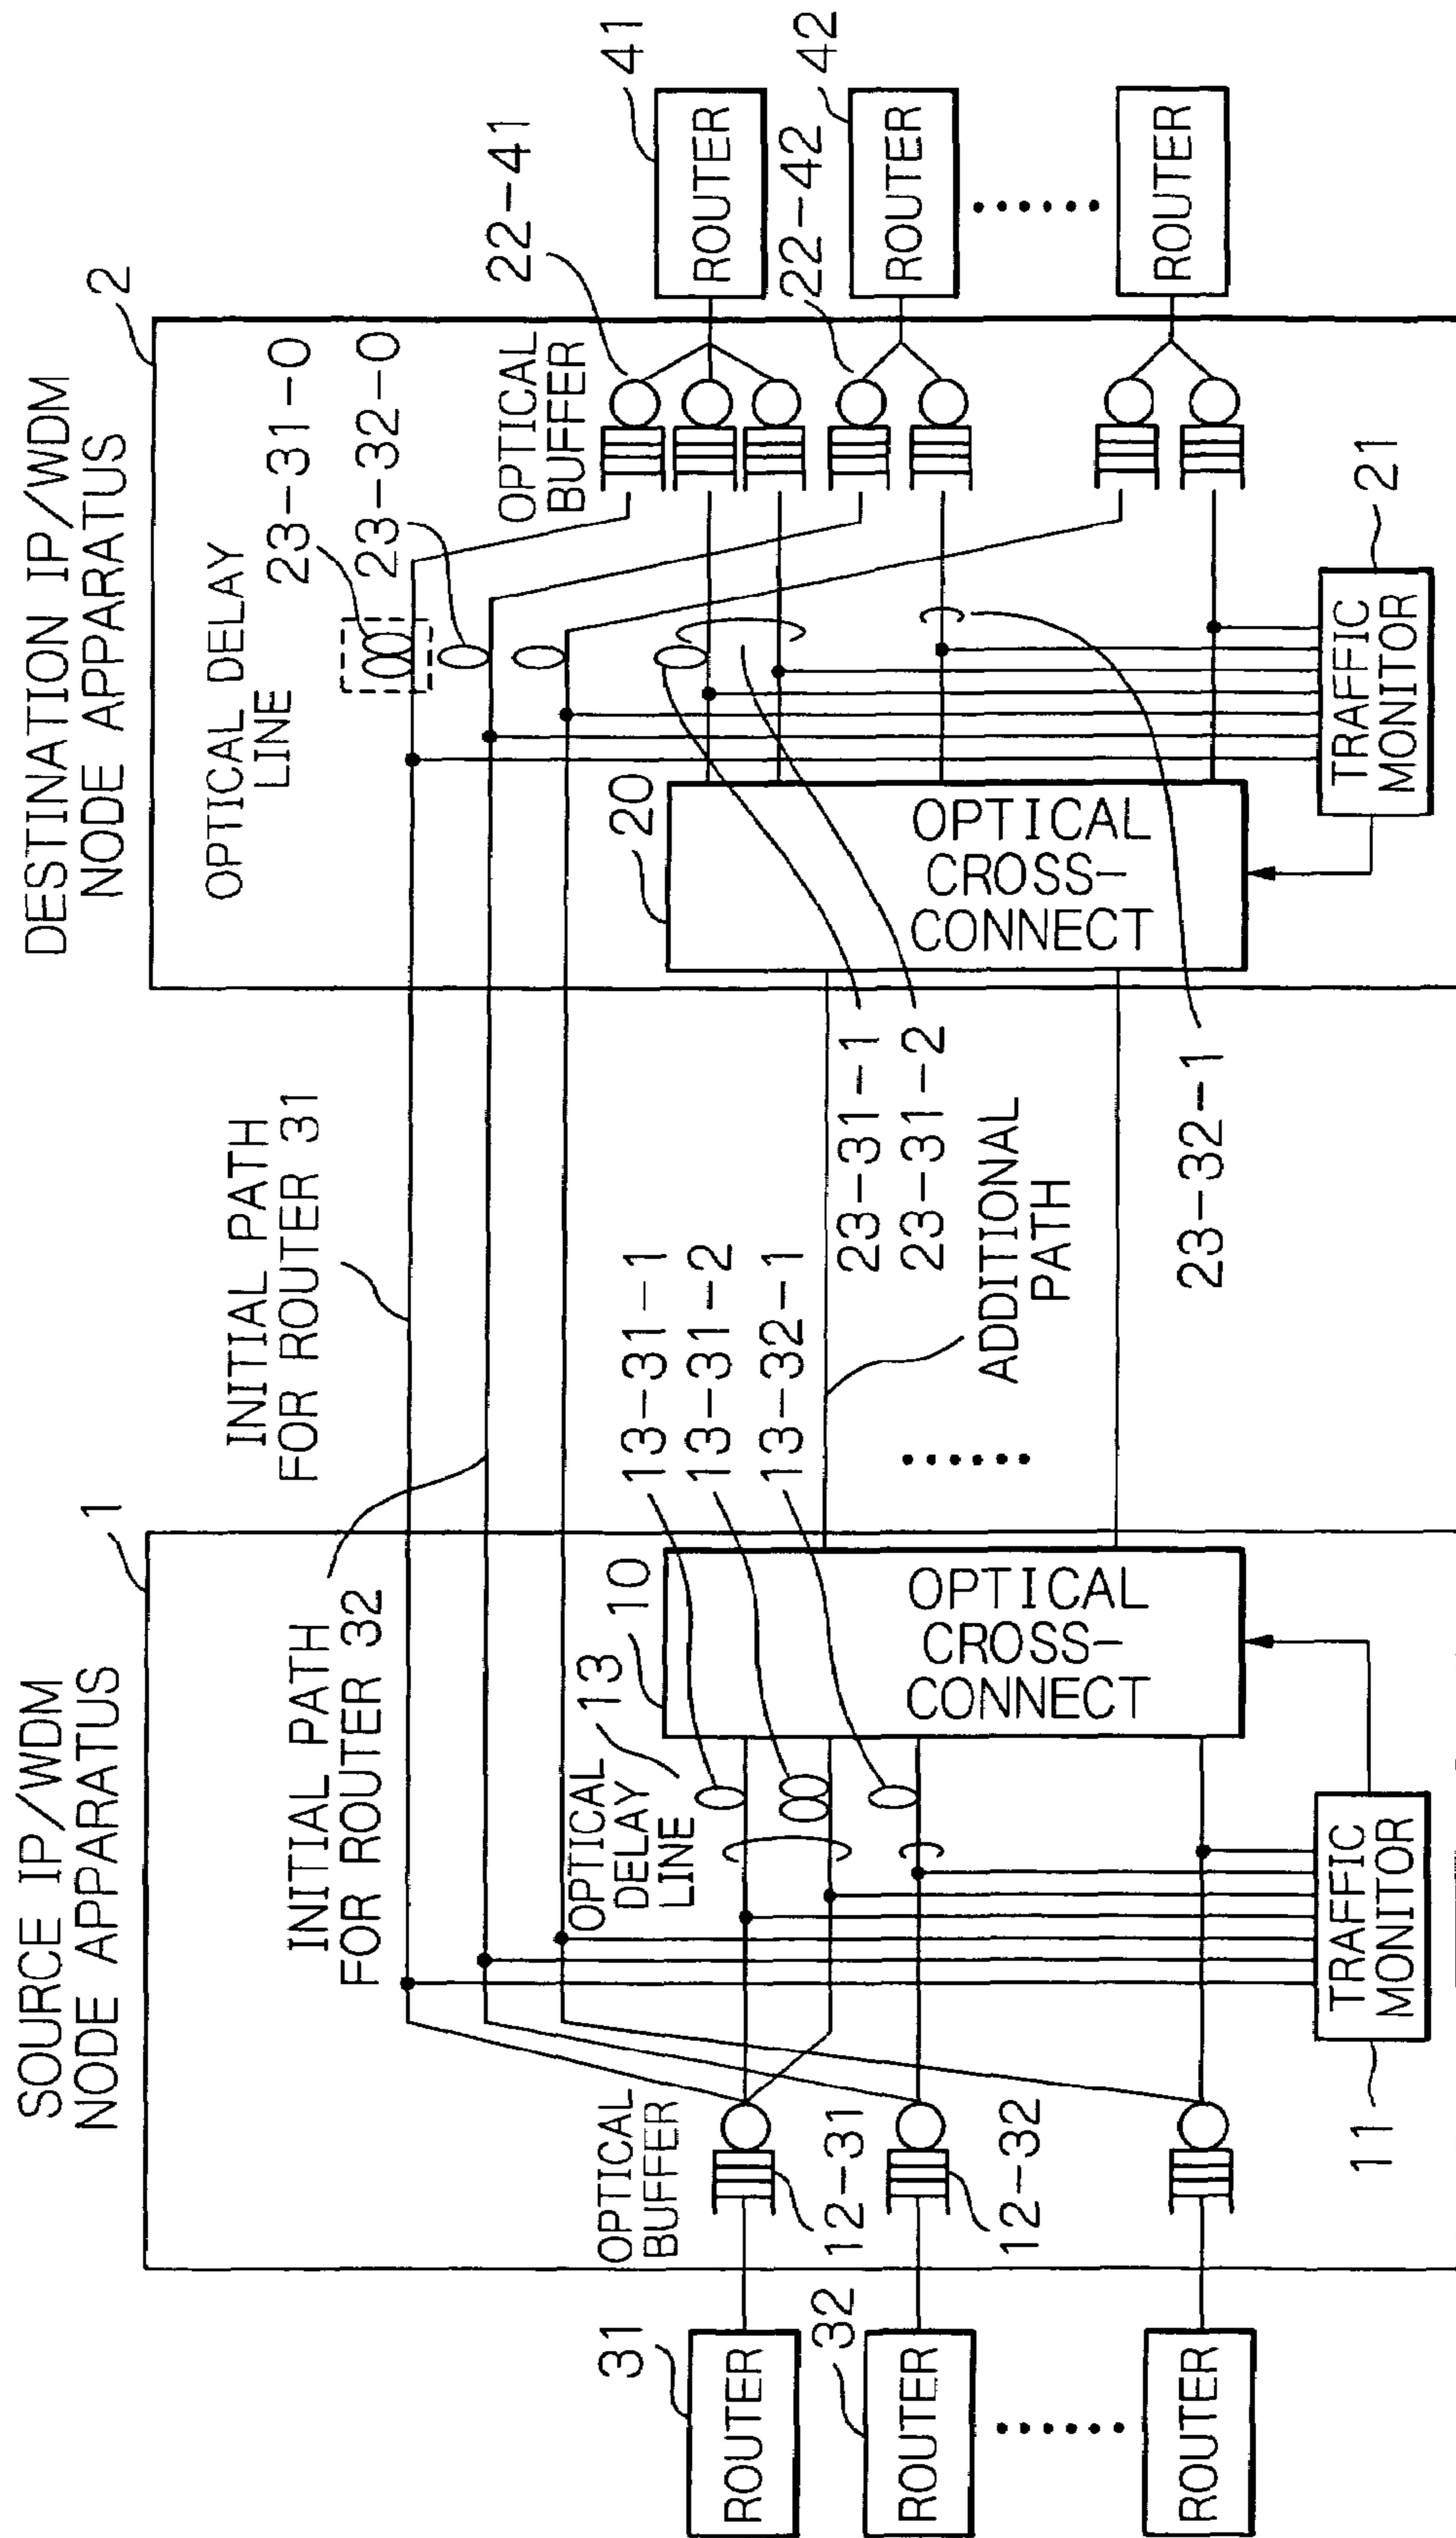 SOURCE IP/WDM
NODE APPARATUS
1
INITIAL PATH
FOR ROUTER 32
INITIAL PATH
FOR ROUTER 31
DESTINATION IP/WDM
NODE APPARATUS
2
OPTICAL DELAY
LINE
23-31-0
23-32-0
OPTICAL
BUFFER
22-41
41
ROUTER
22-42
42
ROUTER
......
ROUTER
31
ROUTER
32
ROUTER
......
ROUTER
OPTICAL
BUFFER
12-31
12-32
OPTICAL
DELAY
LINE
13
10
OPTICAL
CROSS-
CONNECT
13-31-1
13-31-2
13-32-1
......
ADDITIONAL
PATH
23-31-1
23-31-2
23-32-1
20
OPTICAL
CROSS-
CONNECT
11
TRAFFIC
MONITOR
TRAFFIC
MONITOR
21